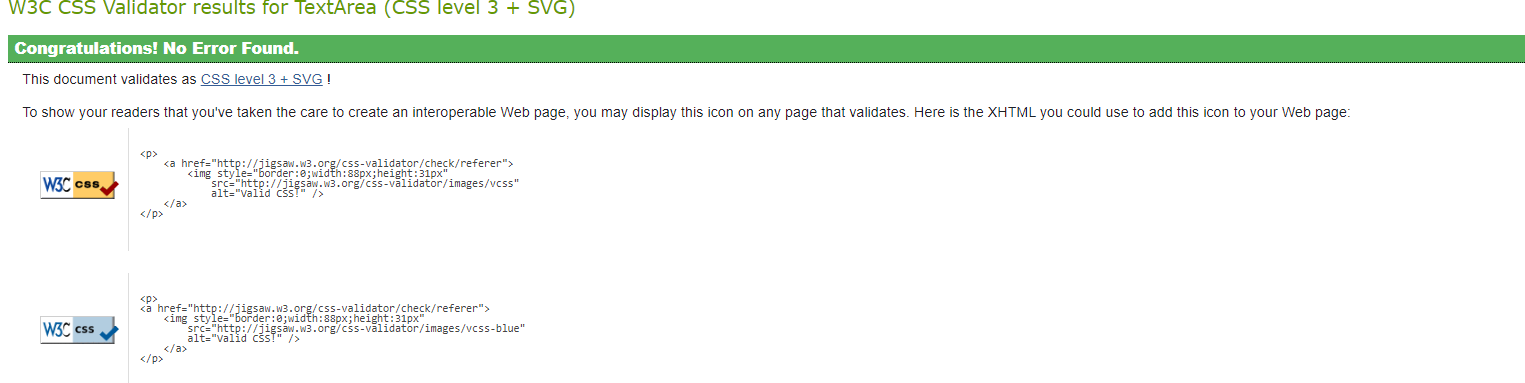 W3C CSS Validator results for TextArea (CSS level 3 + SVG)
Congratulations! No Error Found.
This document validates as CSS level 3 + SVG !
To show your readers that you've taken the care to create an interoperable Web page, you may display this icon on any page that validates. Here is the XHTML you could use to add this icon to your Web page:
<p>
<a href="http://jigsaw.w3.org/css-validator/check/referer">
<img style="border:0;width:88px;height:31px"
W3C css
src="http://jigsaw.w3.org/css-validator/images/vcss"
alt="Valid CSS!" />
</a>
</p>
<p>
<a href="http://jigsaw.w3.org/css-validator/check/referer">
<img style="border:0;width:88px;height:31px"
W3C css
src="http://jigsaw.w3.org/css-validator/images/vcss-blue"
alt="Valid CSS!" />
</a>
</p>